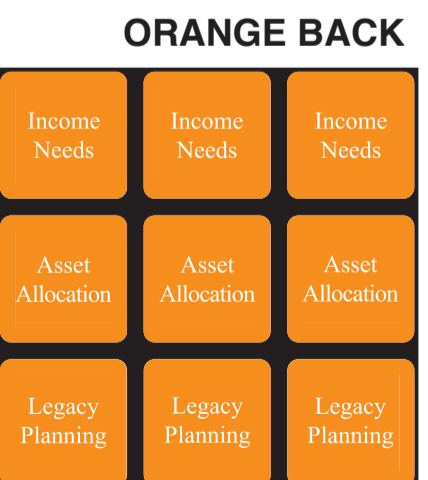 ORANGE BACK
Income Needs Income Needs Income Needs
Asset Allocation Asset Allocation Asset Allocation
Legacy Planning Legacy Planning Legacy Planning